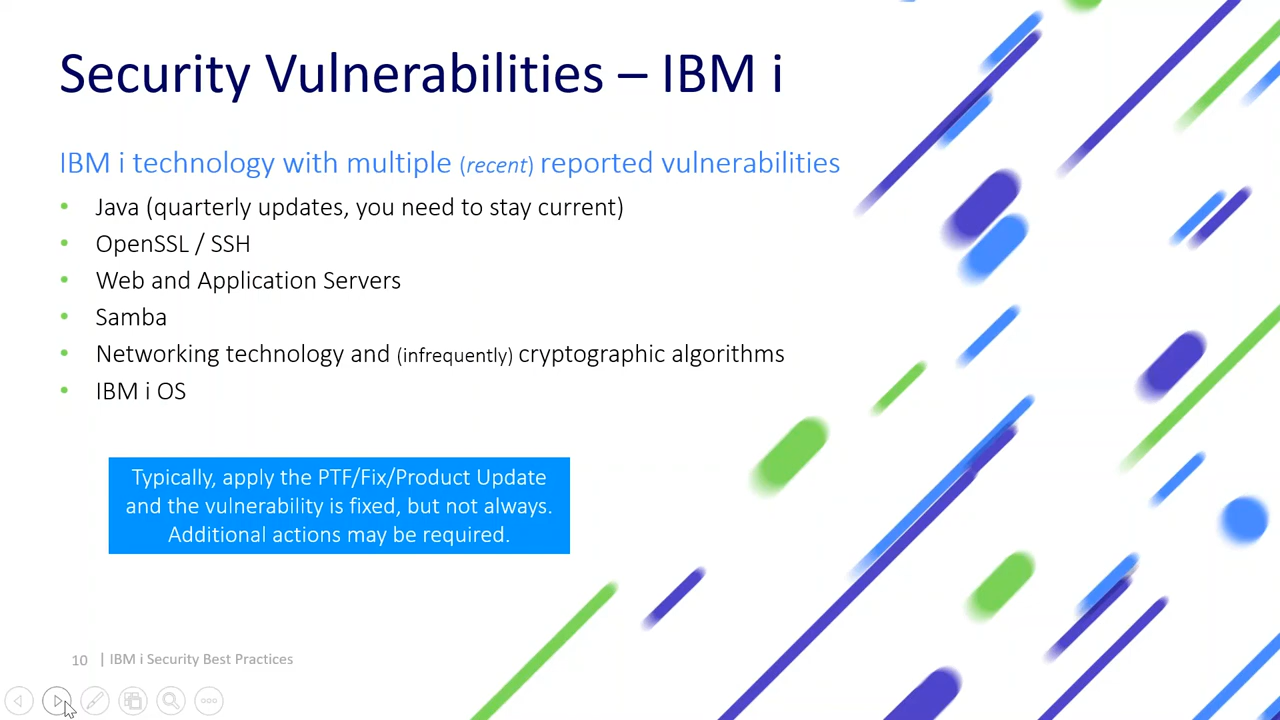 Security Vulnerabilities – IBM i
IBM i technology with multiple (recent) reported vulnerabilities
• Java (quarterly updates, you need to stay current)
• OpenSSL / SSH
• Web and Application Servers
• Samba
• Networking technology and (infrequently) cryptographic algorithms
• IBM i OS
Typically, apply the PTF/Fix/Product Update
and the vulnerability is fixed, but not always.
Additional actions may be required.
10 | IBM i Security Best Practices